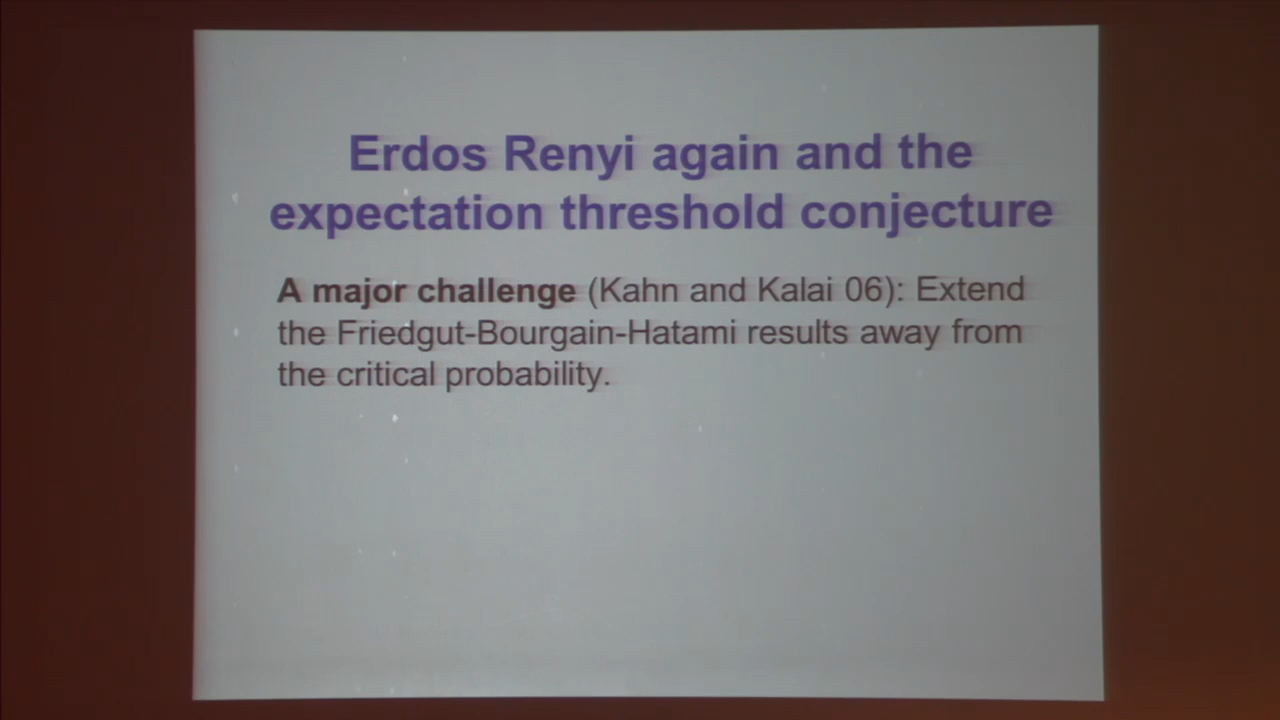 Erdos Renyi again and the
expectation threshold conjecture
A major challenge (Kahn and Kalai 06): Extend
the Friedgut-Bourgain-Hatami results away from
the critical probability.